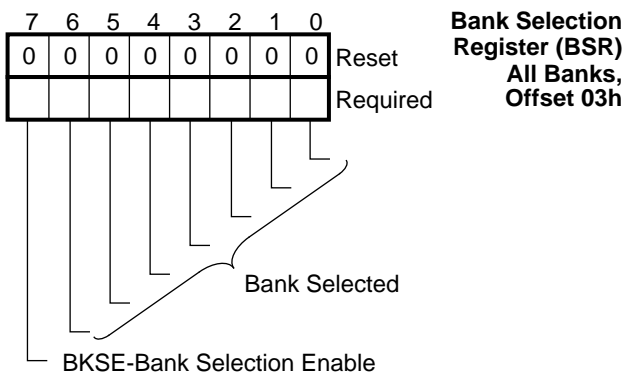 7 6 5 4 3 2 1 0
0 0 0 0 0 0 0 0 Reset
Required
Bank Selection
Register (BSR)
All Banks,
Offset 03h
Bank Selected
BKSE-Bank Selection Enable